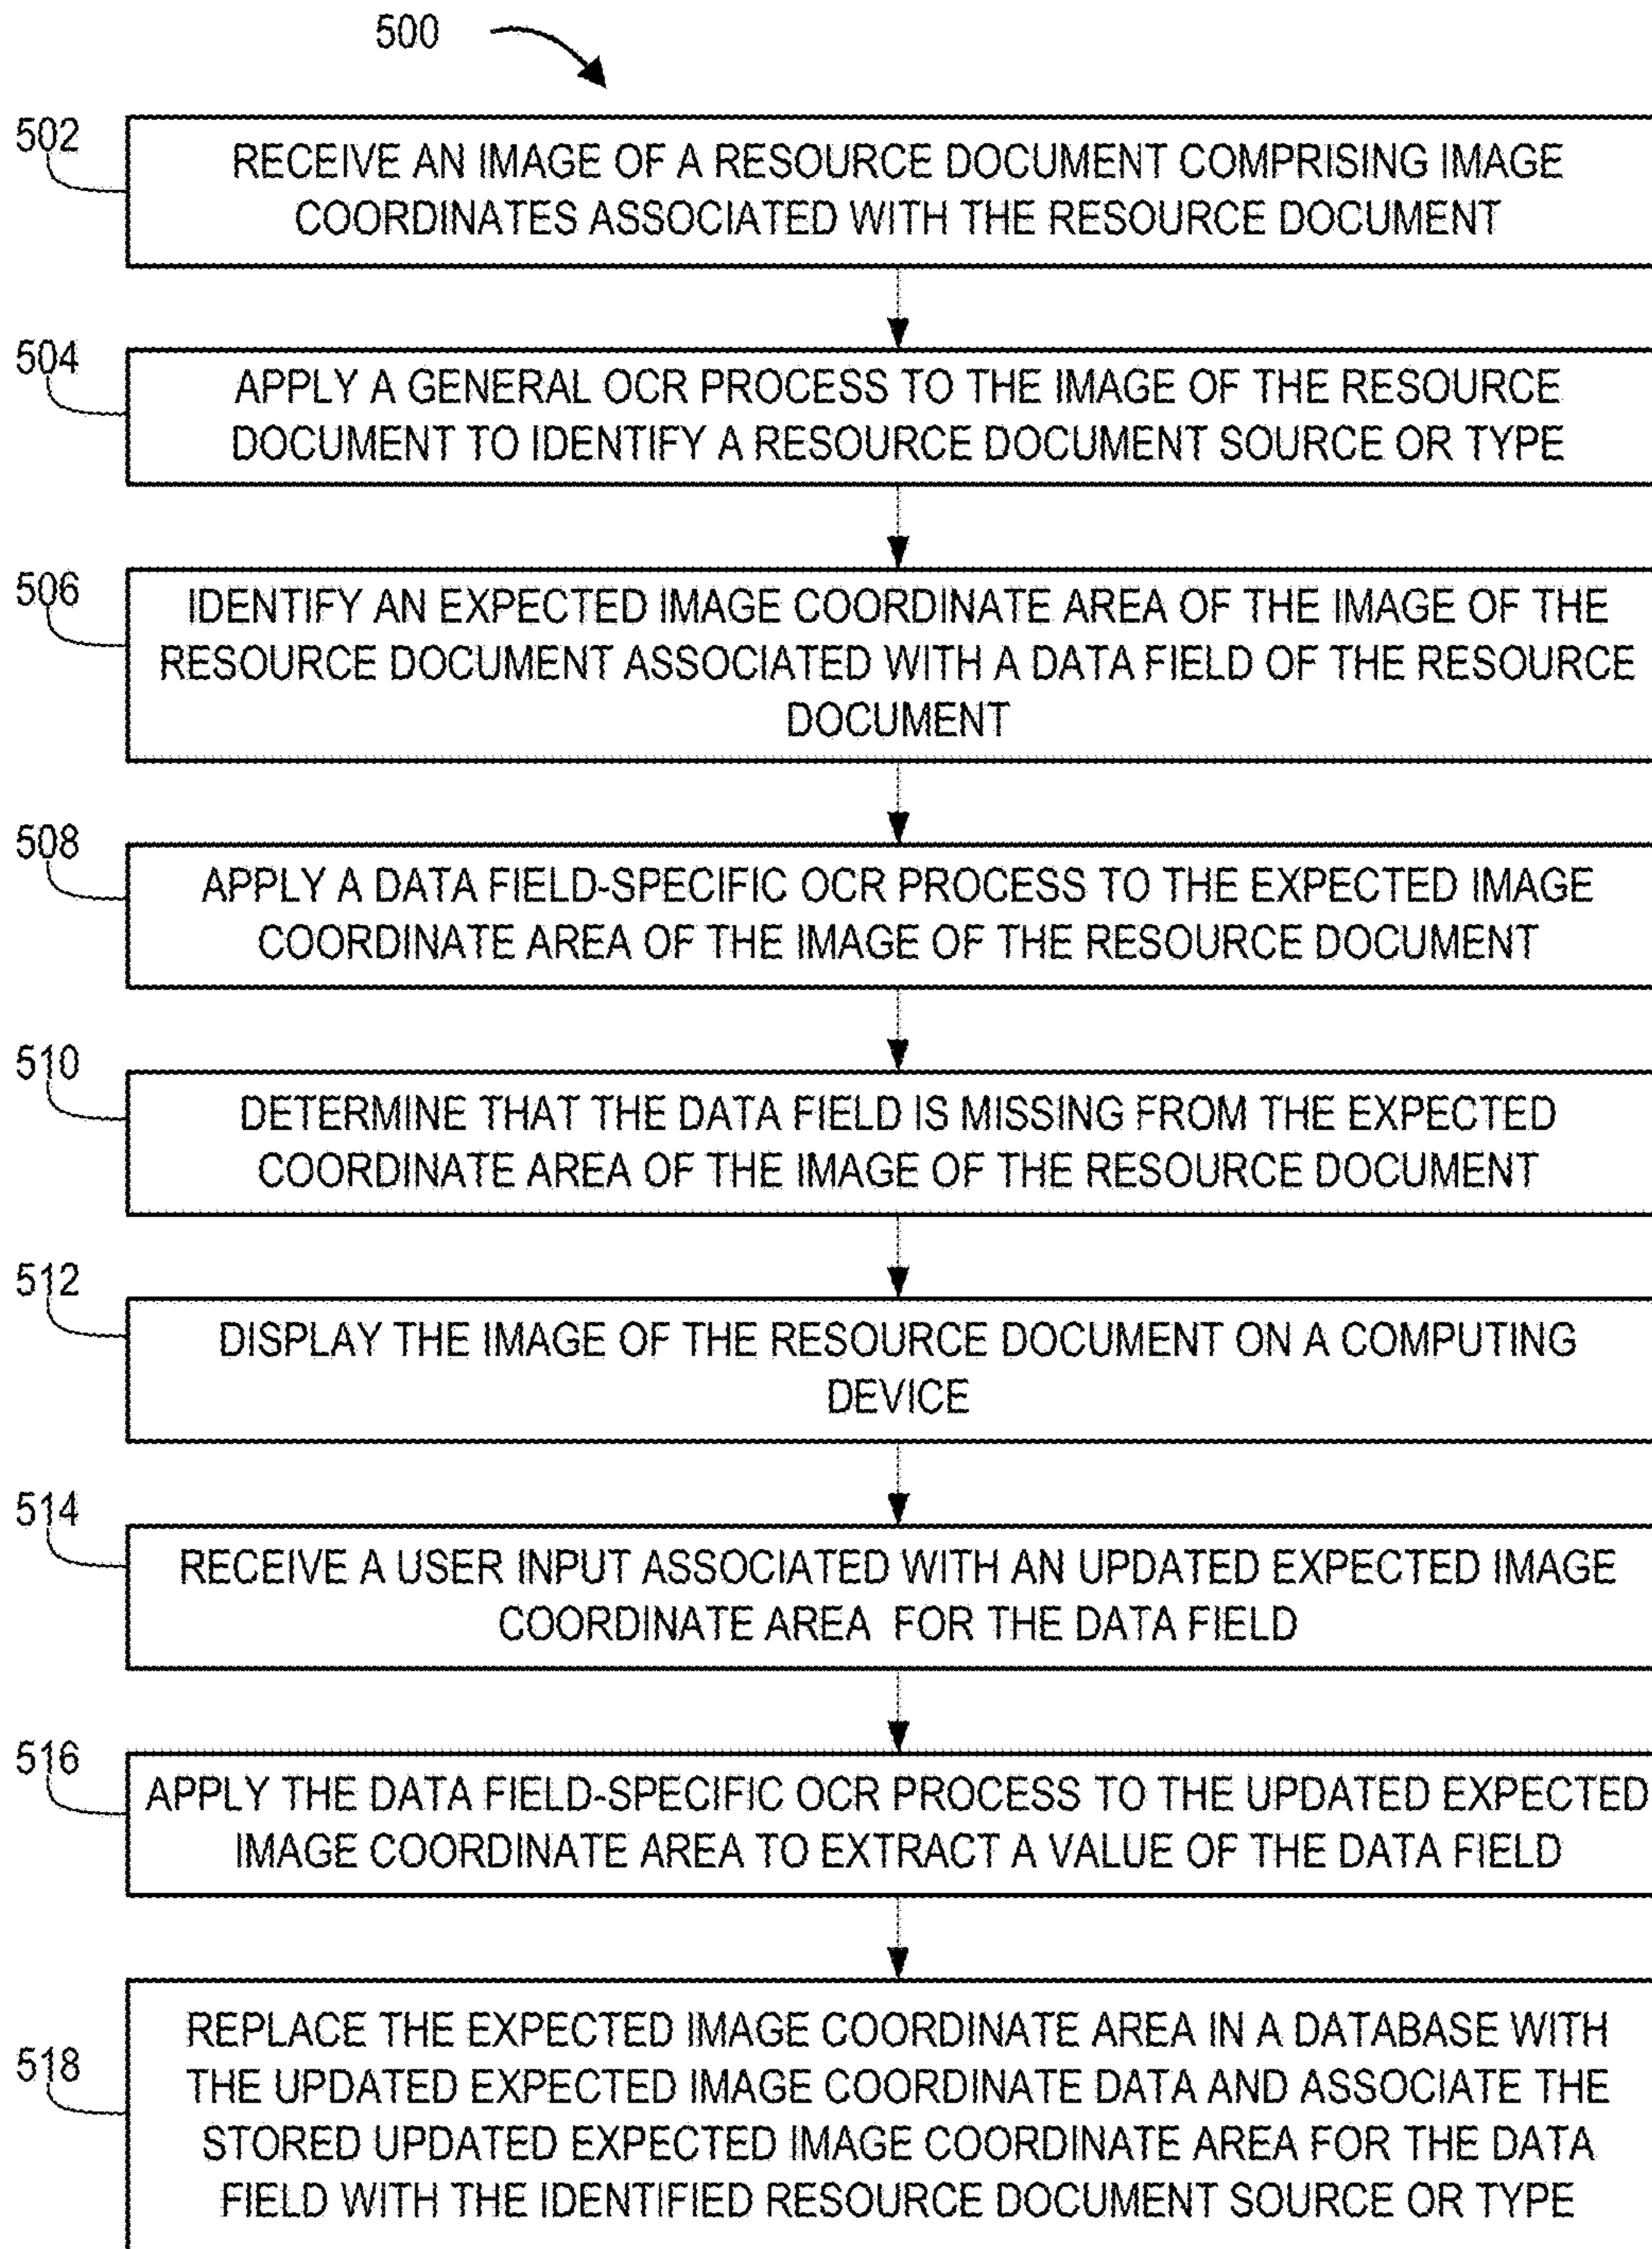 500
502
RECEIVE AN IMAGE OF A RESOURCE DOCUMENT COMPRISING IMAGE
COORDINATES ASSOCIATED WITH THE RESOURCE DOCUMENT
504
APPLY A GENERAL OCR PROCESS TO THE IMAGE OF THE RESOURCE
DOCUMENT TO IDENTIFY A RESOURCE DOCUMENT SOURCE OR TYPE
506
IDENTIFY AN EXPECTED IMAGE COORDINATE AREA OF THE IMAGE OF THE
RESOURCE DOCUMENT ASSOCIATED WITH A DATA FIELD OF THE RESOURCE
DOCUMENT
508
APPLY A DATA FIELD-SPECIFIC OCR PROCESS TO THE EXPECTED IMAGE
COORDINATE AREA OF THE IMAGE OF THE RESOURCE DOCUMENT
510
DETERMINE THAT THE DATA FIELD IS MISSING FROM THE EXPECTED
COORDINATE AREA OF THE IMAGE OF THE RESOURCE DOCUMENT
512
DISPLAY THE IMAGE OF THE RESOURCE DOCUMENT ON A COMPUTING
DEVICE
514
RECEIVE A USER INPUT ASSOCIATED WITH AN UPDATED EXPECTED IMAGE
COORDINATE AREA FOR THE DATA FIELD
516
APPLY THE DATA FIELD-SPECIFIC OCR PROCESS TO THE UPDATED EXPECTED
IMAGE COORDINATE AREA TO EXTRACT A VALUE OF THE DATA FIELD
518
REPLACE THE EXPECTED IMAGE COORDINATE AREA IN A DATABASE WITH
THE UPDATED EXPECTED IMAGE COORDINATE DATA AND ASSOCIATE THE
STORED UPDATED EXPECTED IMAGE COORDINATE AREA FOR THE DATA
FIELD WITH THE IDENTIFIED RESOURCE DOCUMENT SOURCE OR TYPE